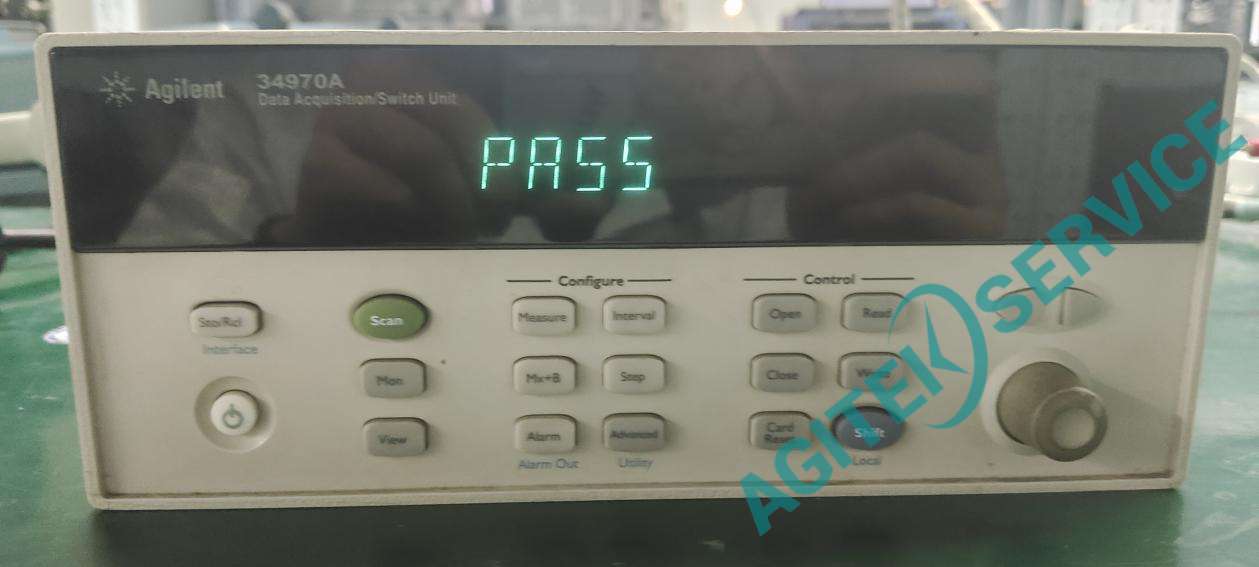 Agilent 34970A
Data Acquisition/Switch Unit
PASS
Configure Control
Sto/Rcl Scan Measure Interval Open Read
Interface
Mon Mx+B Step Close Write
View Alarm Advanced Card Reset Shift
Alarm Out Utility Local
AGITEK SERVICE